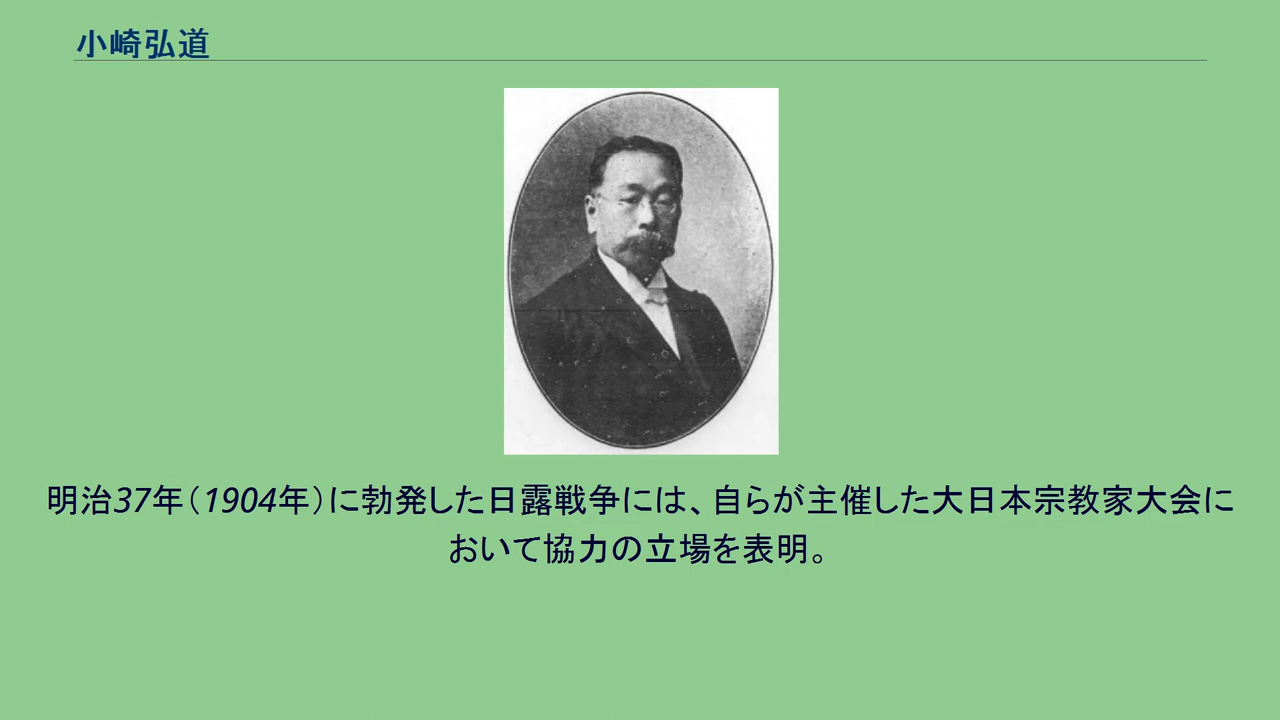 小崎弘道
明治37年（1904年）に勃発した日露戦争には、自らが主催した大日本宗教家大会に
おいて協力の立場を表明。